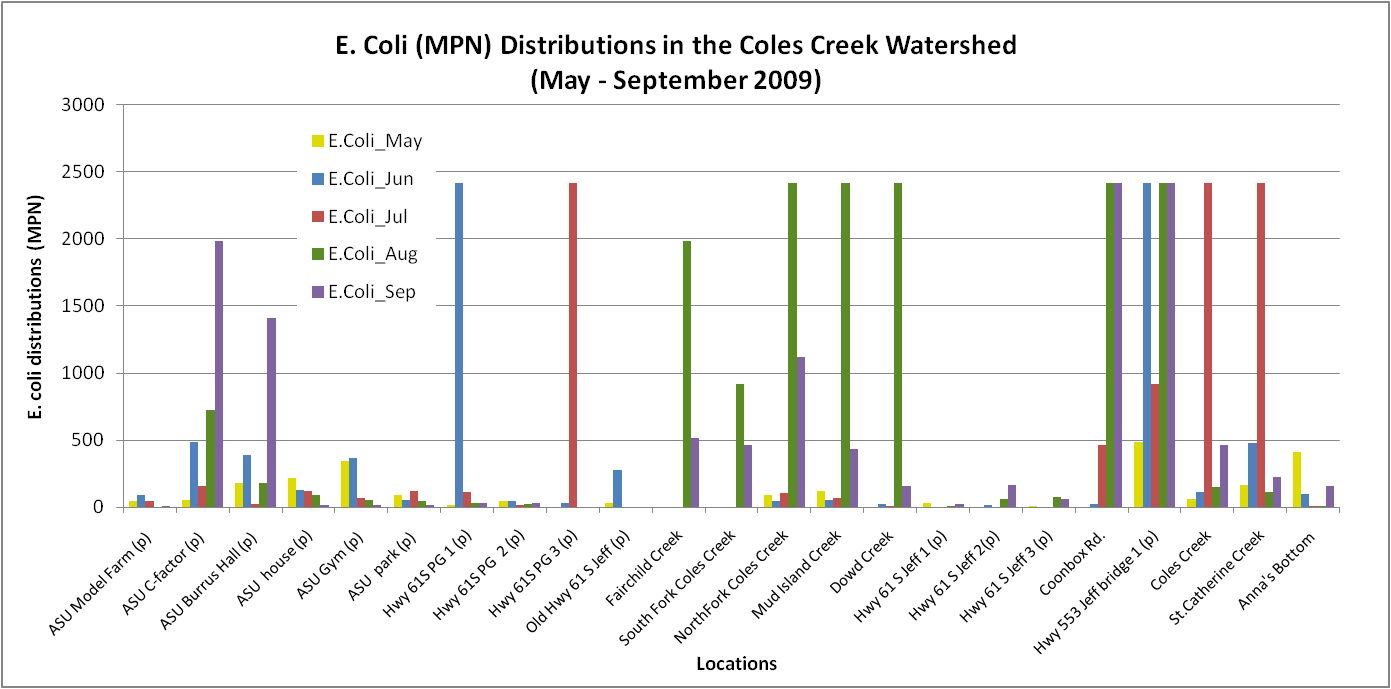 E. Coli (MPN) Distributions in the Coles Creek Watershed
(May - September 2009)
E. coli distributions (MPN)
3000
2500
2000
1500
1000
500
0
E.Coli_May
E.Coli_Jun
E.Coli_Jul
E.Coli_Aug
E.Coli_Sep
ASU Model Farm (p)
ASU C-factor (p)
ASU Burrus Hall (p)
ASU house (p)
ASU Gym (p)
ASU park (p)
Hwy 61S PG 1 (p)
Hwy 61S PG 2 (p)
Hwy 61S PG 3 (p)
Old Hwy 61 S Jeff (p)
Fairchild Creek
South Fork Coles Creek
NorthFork Coles Creek
Mud Island Creek
Dowd Creek
Hwy 61 S Jeff 1 (p)
Hwy 61 S Jeff 2(p)
Hwy 61 S Jeff 3 (p)
Coonbox Rd.
Hwy 553 Jeff bridge 1 (p)
Coles Creek
St.Catherine Creek
Anna's Bottom
Locations